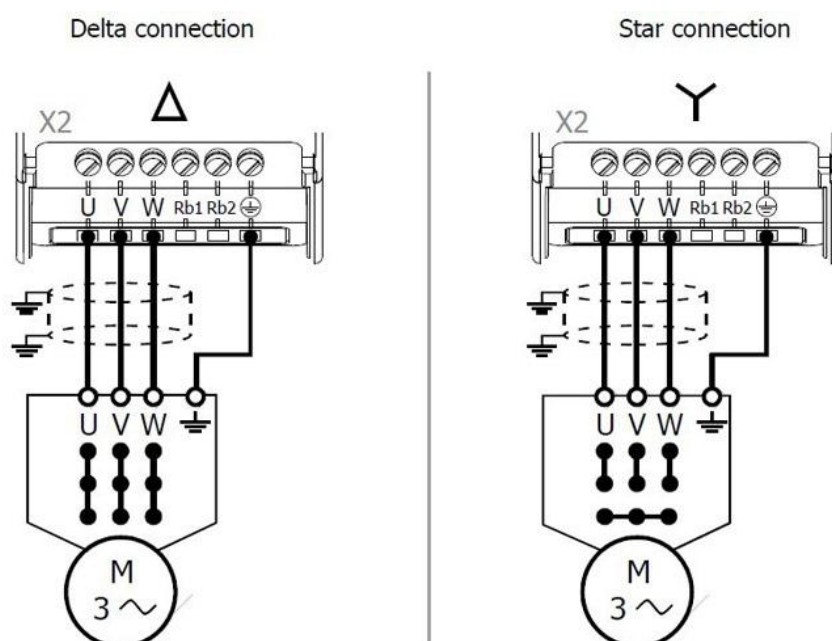 Delta connection
Star connection
Δ
Y
X2
X2
U V W Rb1 Rb2
U V W Rb1 Rb2
U V W
U V W
M
3 ~
M
3 ~